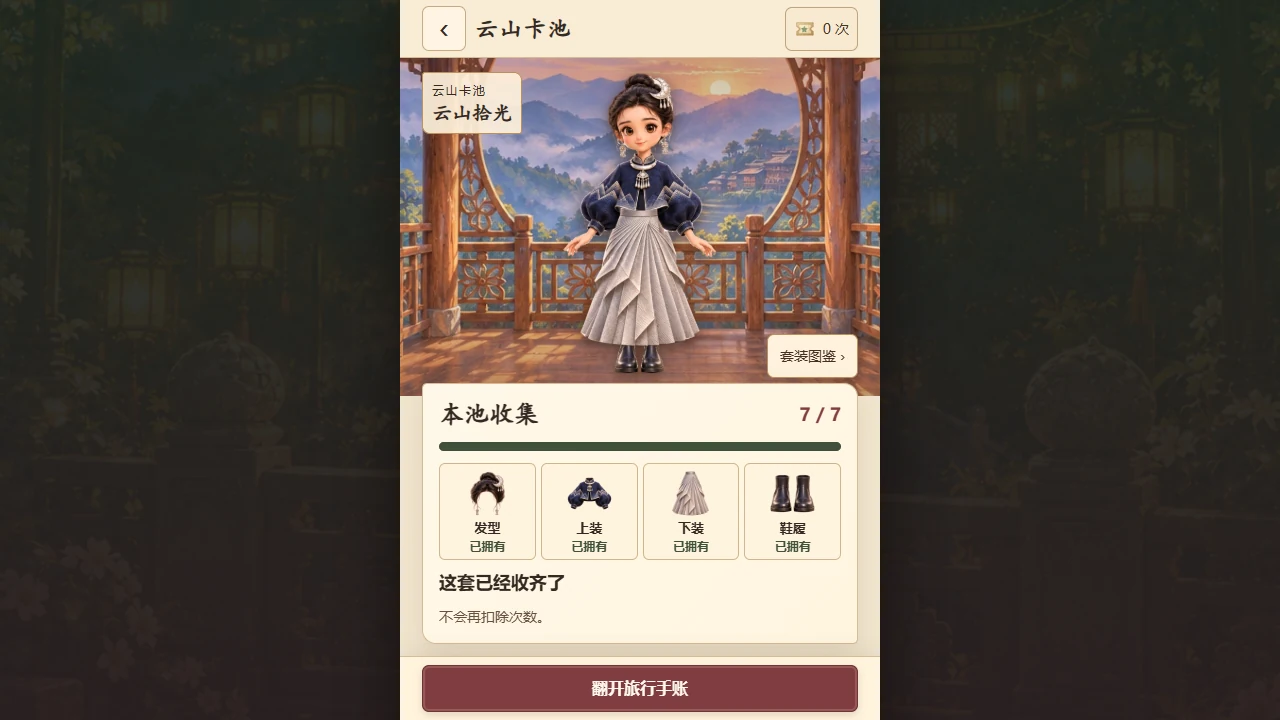 ‹ 云山卡池
0 次
云山卡池
云山拾光
套装图鉴 ›
本池收集
7 / 7
发型
已拥有
上装
已拥有
下装
已拥有
鞋履
已拥有
这套已经收齐了
不会再扣除次数。
翻开旅行手账